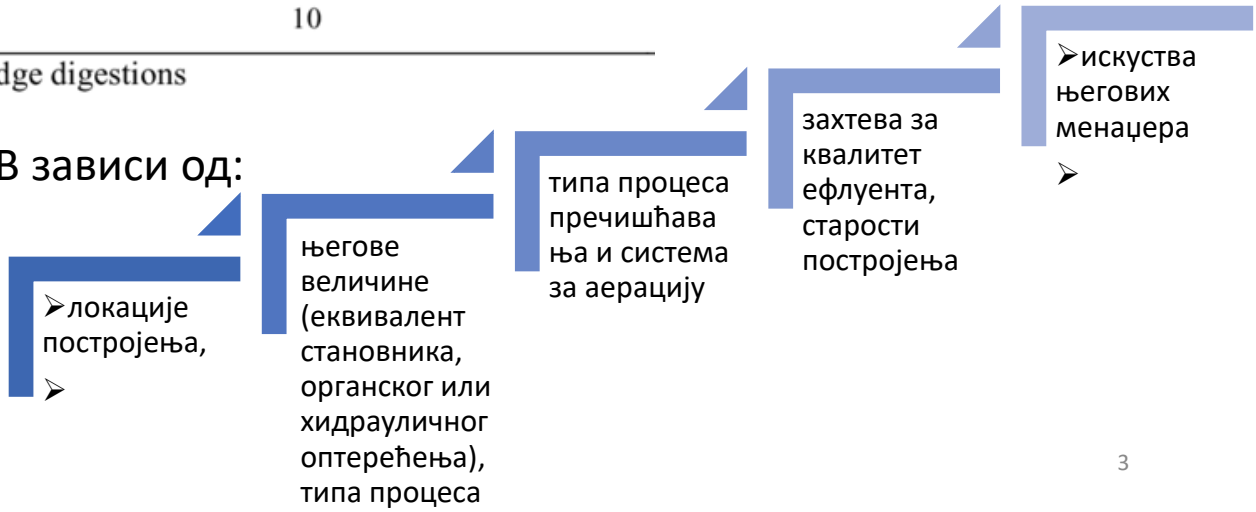 10
dge digestions
В зависи од:
➢локације
постројења,
➢
његове
величине
(еквивалент
становника,
органског или
хидрауличног
оптерећења),
типа процеса
типа процеса
пречишћава
ња и система
за аерацију
захтева за
квалитет
ефлуента,
старости
постројења
➢искуства
његових
менаџера
➢
3